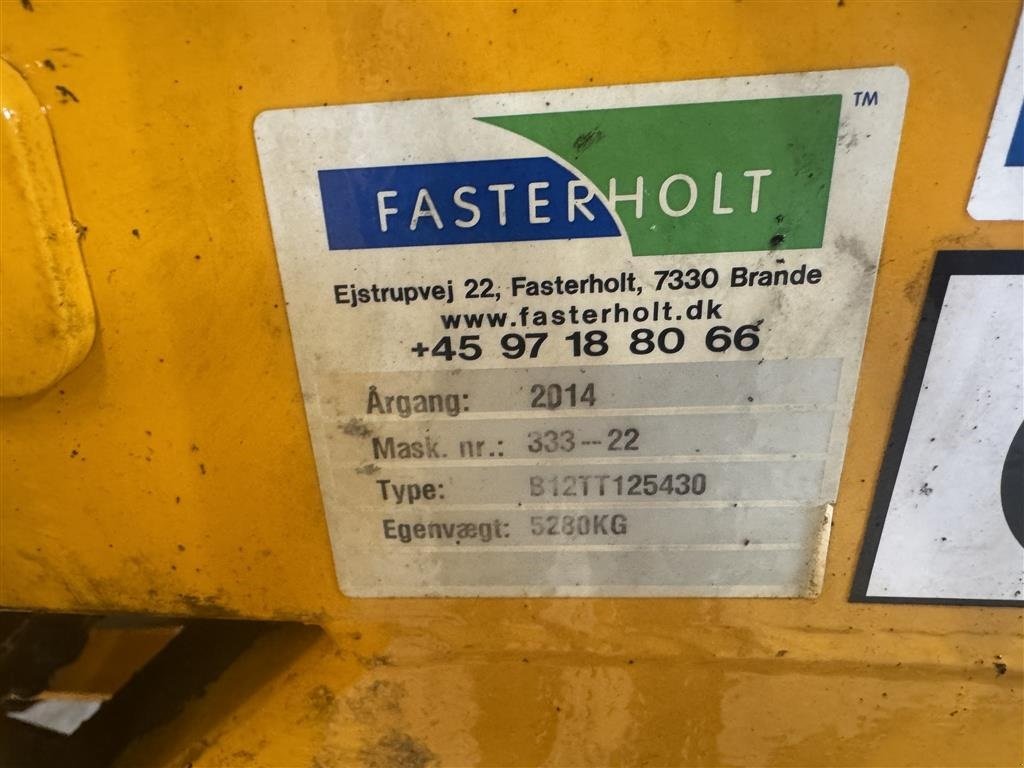 FASTERHOLT TM
Ejstrupvej 22, Fasterholt, 7330 Brande
www.fasterholt.dk
+45 97 18 80 66
Årgang: 2014
Mask. nr.: 333--22
Type: B12TT125430
Egenvægt: 5280KG